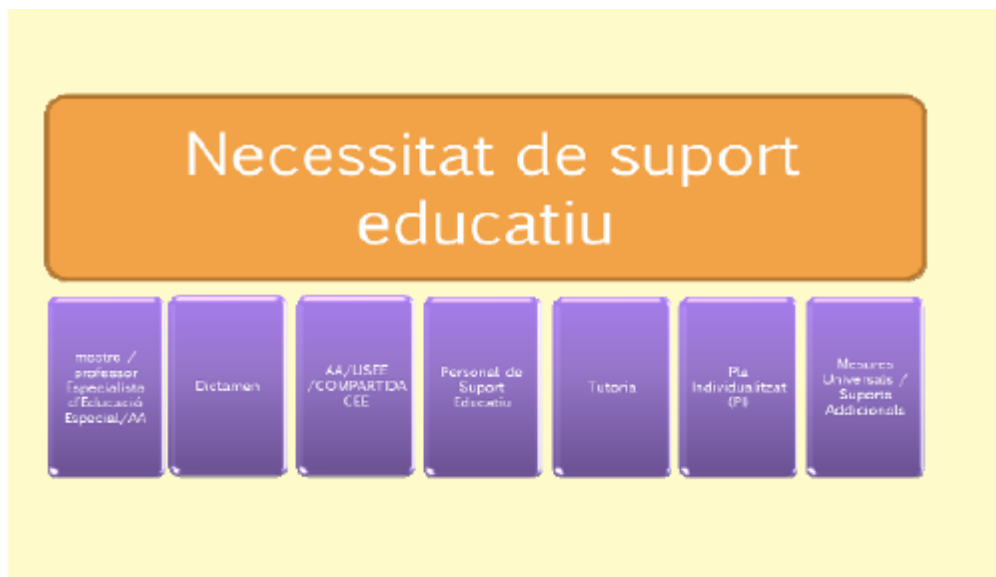 Necessitat de suport
educatiu
mestre /
professor
Especialista
d'Educació
Especial/AA
Dictamen
AA/USEE
/COMPARTIDA
CEE
Personal de
Suport
Educatiu
Tutoria
Pla
Individualitzat
(PI)
Mesures
Universals /
Suports
Addicionals